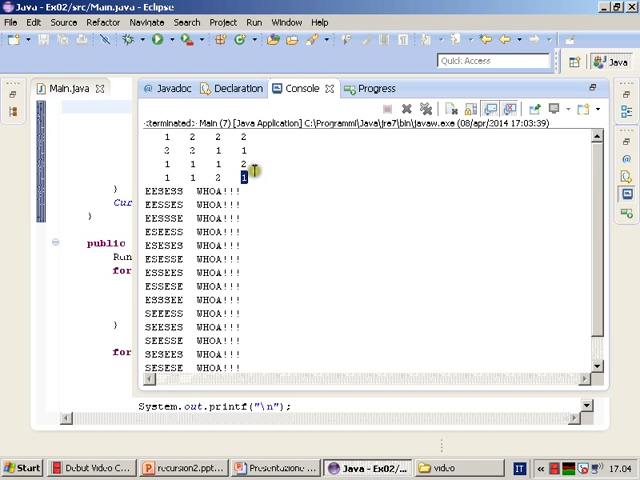 Java - Ex02/src/Main.java - Eclipse
File Edit Source Refactor Navigate Search Project Run Window Help
Quick Access
Java
Main.java
Javadoc Declaration Console Progress
<terminated> Main (7) [Java Application] C:\Programmi\Java\jre7\bin\javaw.exe (08/apr/2014 17:03:39)
1 2 2 2
2 2 1 1
1 1 1 2
1 1 2 1
EESESS WHOA!!!
EESSES WHOA!!!
EESSSE WHOA!!!
ESEESS WHOA!!!
ESESES WHOA!!!
ESESSE WHOA!!!
ESSEES WHOA!!!
ESSESE WHOA!!!
ESSSEE WHOA!!!
SEEESS WHOA!!!
SEESES WHOA!!!
SEESSE WHOA!!!
SESEES WHOA!!!
SESESE WHOA!!!
}
Cur
}
public
Run
for
}
for
System.out.printf("\n");
Start Debut Video C... recursion2.ppt... Presentazione ... Java - Ex02/... video IT 17.04